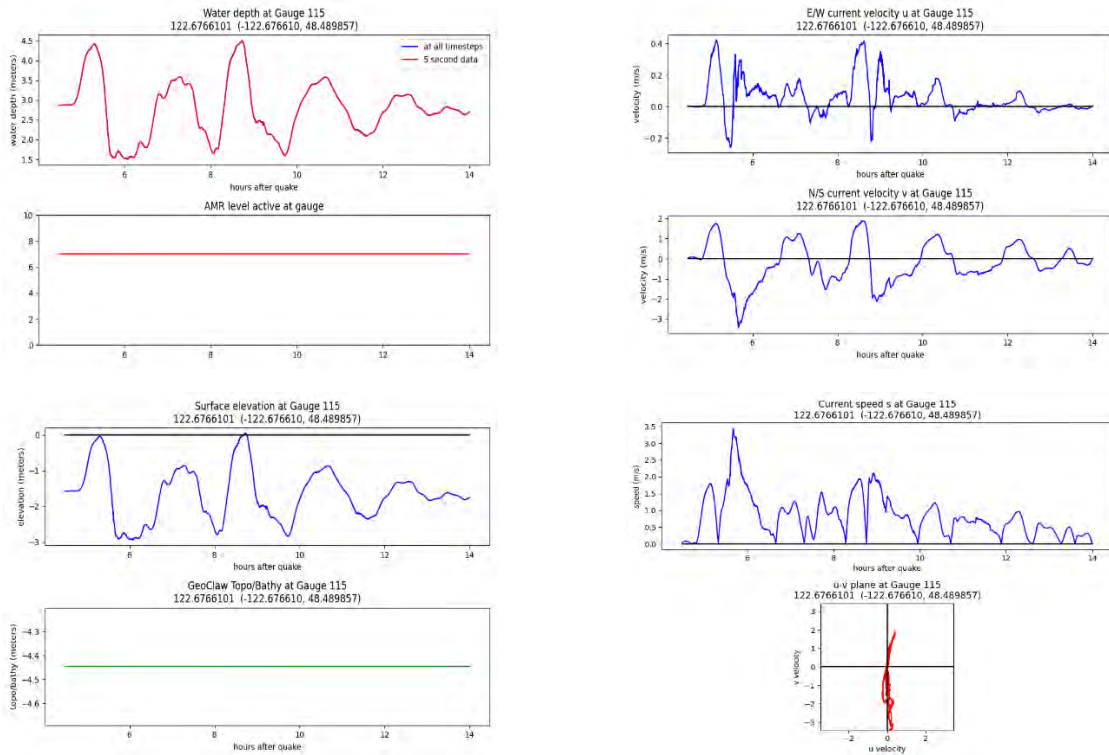 Water depth at Gauge 115
122.6766101 (-122.676610, 48.489857)
4.5
4.0
3.5
3.0
2.5
2.0
1.5
water depth (meters)
at all timesteps
5 second data
6 8 10 12 14
hours after quake
AMR level active at gauge
10
8
6
4
2
0
6 8 10 12 14
hours after quake
Surface elevation at Gauge 115
122.6766101 (-122.676610, 48.489857)
0
−1
−2
−3
elevation (meters)
6 8 10 12 14
hours after quake
GeoClaw Topo/Bathy at Gauge 115
122.6766101 (-122.676610, 48.489857)
−4.3
−4.4
−4.5
−4.6
topo/bathy (meters)
6 8 10 12 14
hours after quake
E/W current velocity u at Gauge 115
122.6766101 (-122.676610, 48.489857)
0.4
0.2
0.0
−0.2
velocity (m/s)
6 8 10 12 14
hours after quake
N/S current velocity v at Gauge 115
122.6766101 (-122.676610, 48.489857)
2
1
0
−1
−2
−3
velocity (m/s)
6 8 10 12 14
hours after quake
Current speed s at Gauge 115
122.6766101 (-122.676610, 48.489857)
3.5
3.0
2.5
2.0
1.5
1.0
0.5
0.0
speed (m/s)
6 8 10 12 14
hours after quake
u-v plane at Gauge 115
122.6766101 (-122.676610, 48.489857)
3
2
1
0
−1
−2
−3
v velocity
−2 0 2
u velocity